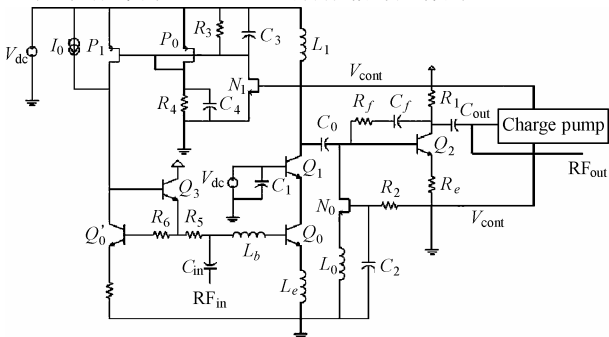 V_dc I_0 P_1 P_0 R_3 C_3 L_1
R_4 C_4 N_1 V_cont
R_f C_f R_1 C_out Charge pump
C_0 Q_2 RF_out
V_dc C_1 Q_1
Q_3 N_0 R_2 R_e V_cont
Q_0' R_6 R_5 L_b Q_0
C_in L_e L_0 C_2
RF_in